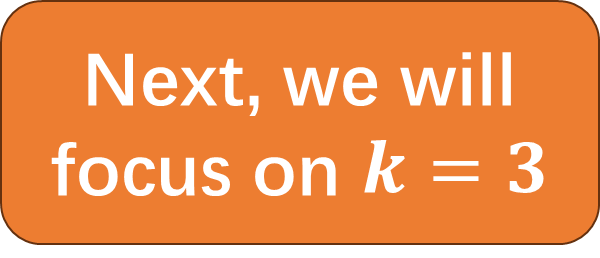 Next, we will
focus on k = 3